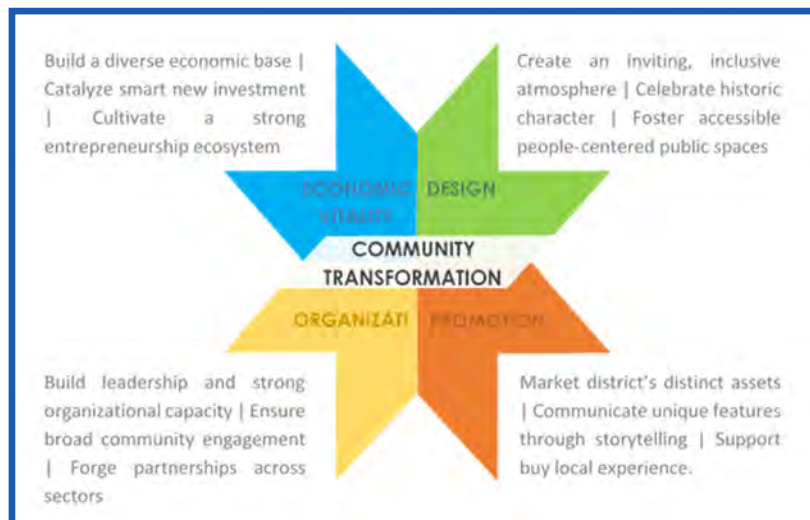 Build a diverse economic base |
Catalyze smart new investment
| Cultivate a strong
entrepreneurship ecosystem
Create an inviting, inclusive
atmosphere | Celebrate historic
character | Foster accessible
people-centered public spaces
ECONOMIC
VITALITY
DESIGN
COMMUNITY
TRANSFORMATION
ORGANIZATI
PROMOTION
Build leadership and strong
organizational capacity | Ensure
broad community engagement
| Forge partnerships across
sectors
Market district's distinct assets
| Communicate unique features
through storytelling | Support
buy local experience.